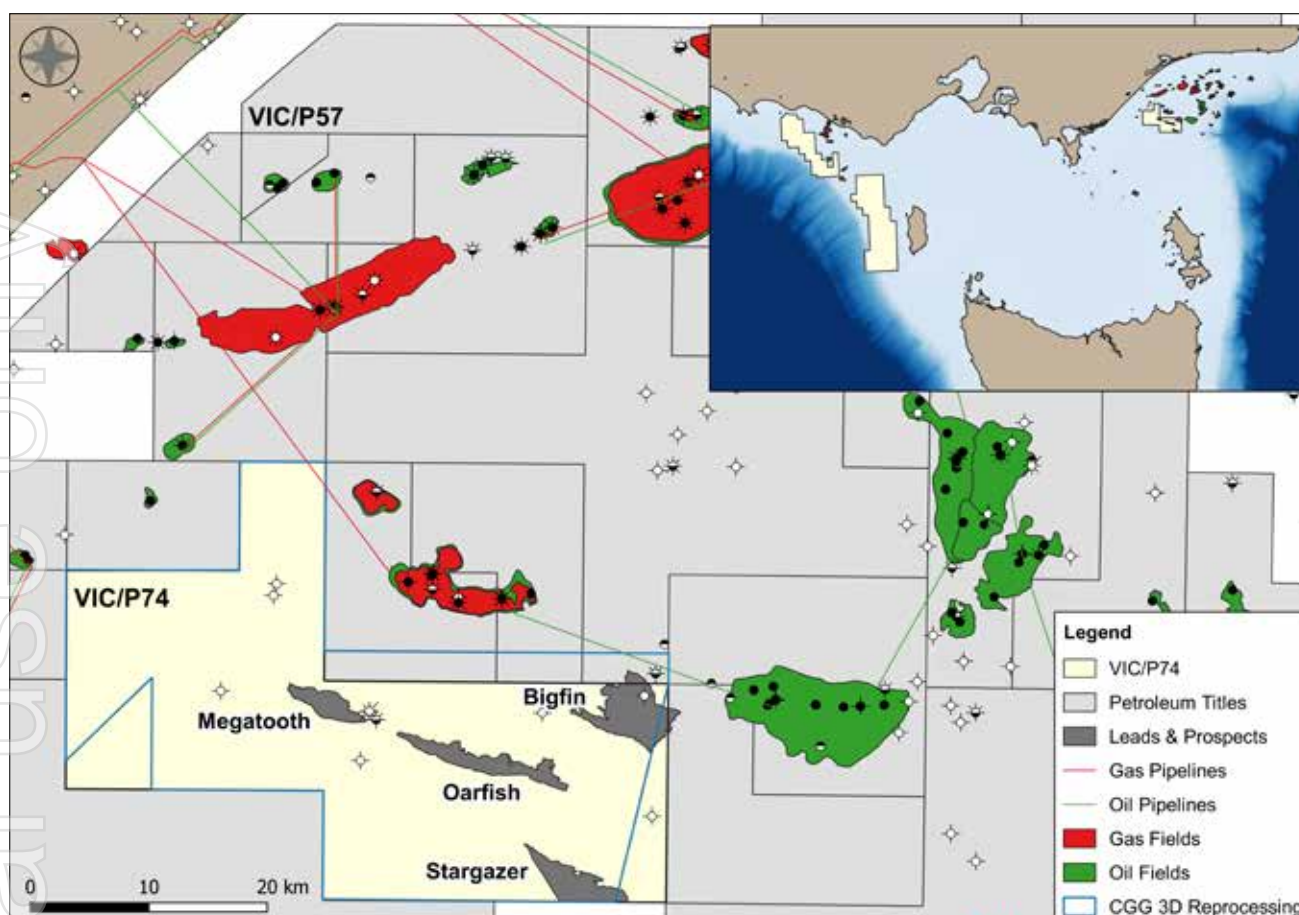 VIC/P57
VIC/P74
Megatooth
Bigfin
Oarfish
Stargazer
0 10 20 km
Legend
VIC/P74
Petroleum Titles
Leads & Prospects
Gas Pipelines
Oil Pipelines
Gas Fields
Oil Fields
CGG 3D Reprocessing